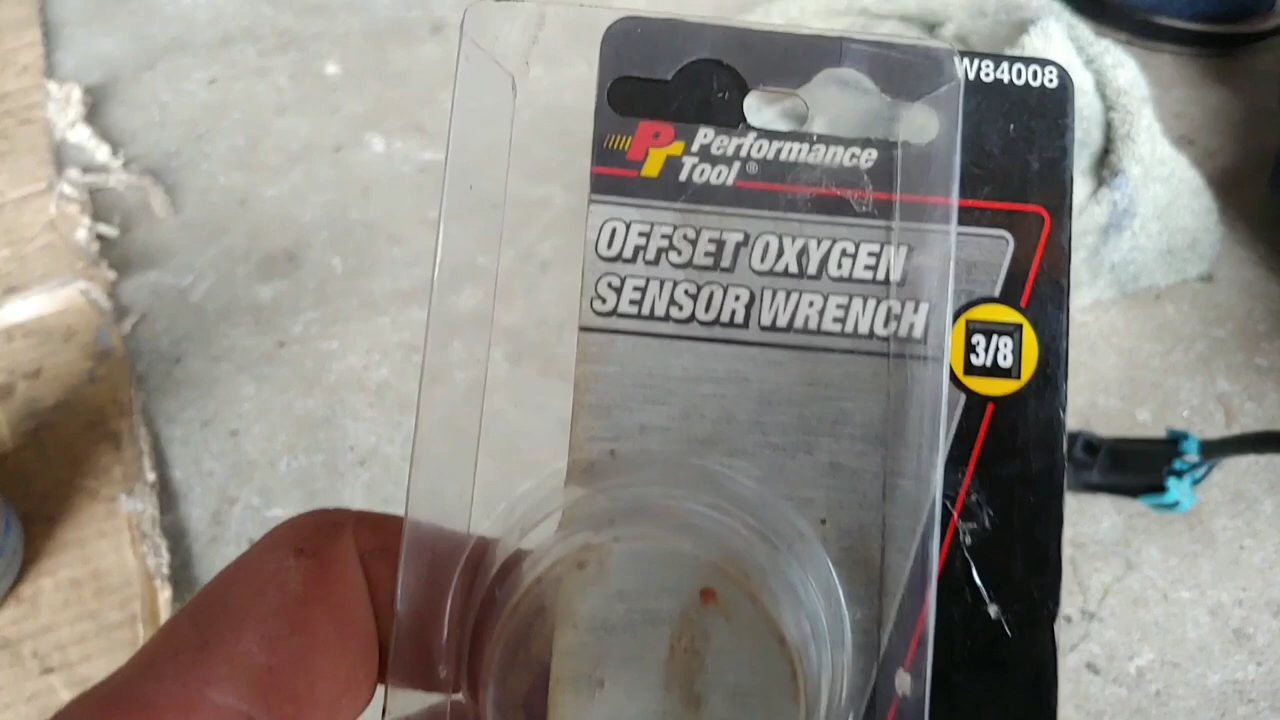 W84008
PT Performance
Tool ®
OFFSET OXYGEN
SENSOR WRENCH
3/8